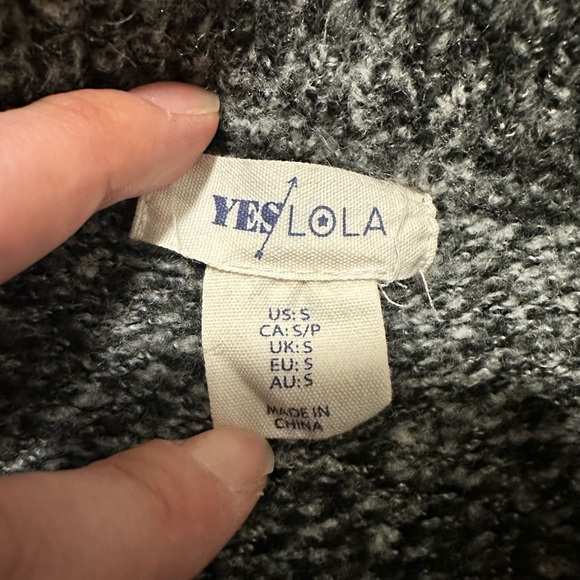 YES/LOLA
US: S
CA: S/P
UK: S
EU: S
AU: S
MADE IN
CHINA